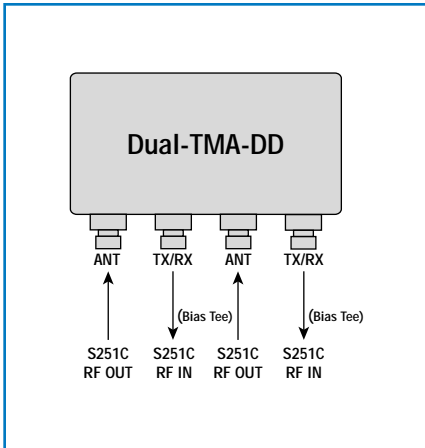 Dual-TMA-DD
ANT TX/RX ANT TX/RX
(Bias Tee) (Bias Tee)
S251C S251C S251C S251C
RF OUT RF IN RF OUT RF IN